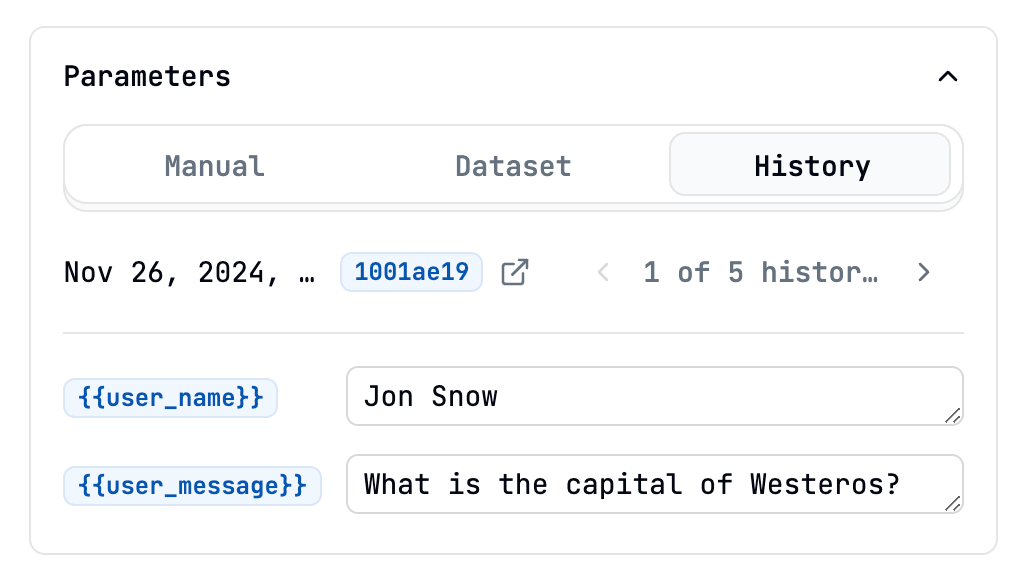 Parameters
Manual Dataset History
Nov 26, 2024, … 1001ae19 1 of 5 histor…
{{user_name}} Jon Snow
{{user_message}} What is the capital of Westeros?